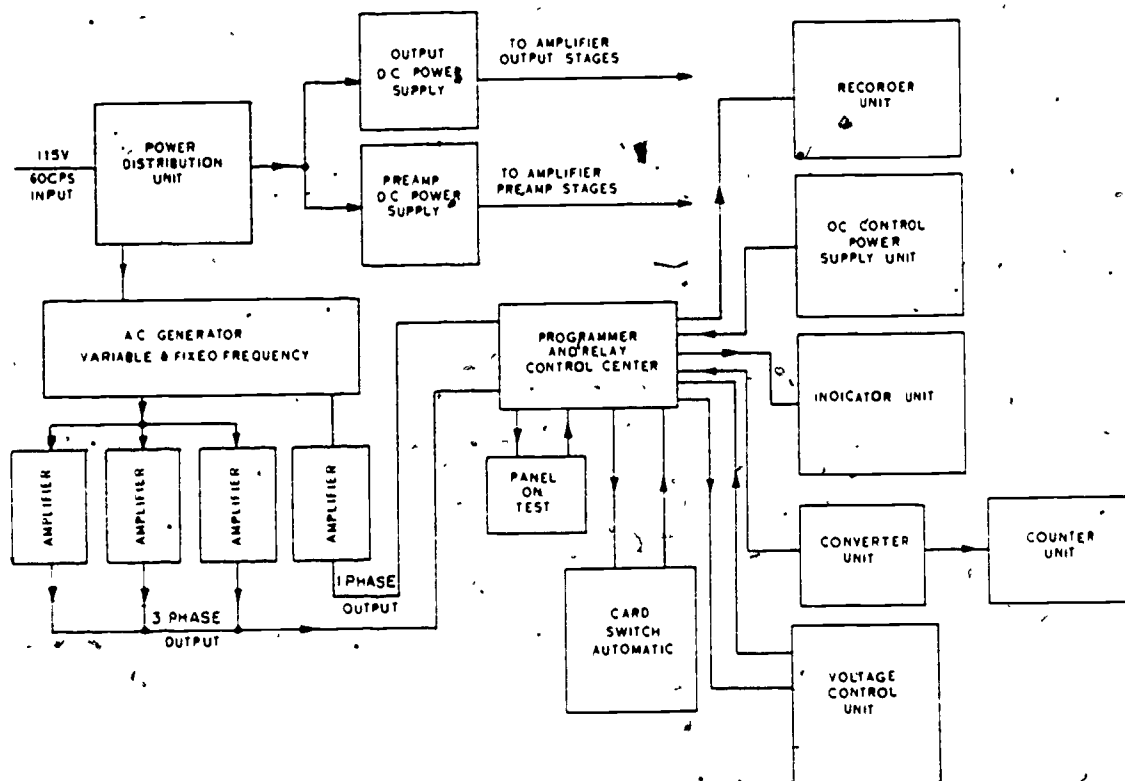 OUTPUT
D.C POWER
SUPPLY
TO AMPLIFIER
OUTPUT STAGES
RECORDER
UNIT
115V
60CPS
INPUT
POWER
DISTRIBUTION
UNIT
PREAMP
DC POWER
SUPPLY
TO AMPLIFIER
PREAMP STAGES
DC CONTROL
POWER
SUPPLY UNIT
A.C GENERATOR
VARIABLE & FIXED FREQUENCY
PROGRAMMER
AND RELAY
CONTROL CENTER
INDICATOR UNIT
AMPLIFIER
AMPLIFIER
AMPLIFIER
AMPLIFIER
PANEL
ON
TEST
CONVERTER
UNIT
COUNTER
UNIT
1 PHASE
OUTPUT
3 PHASE
OUTPUT
CARD
SWITCH
AUTOMATIC
VOLTAGE
CONTROL
UNIT